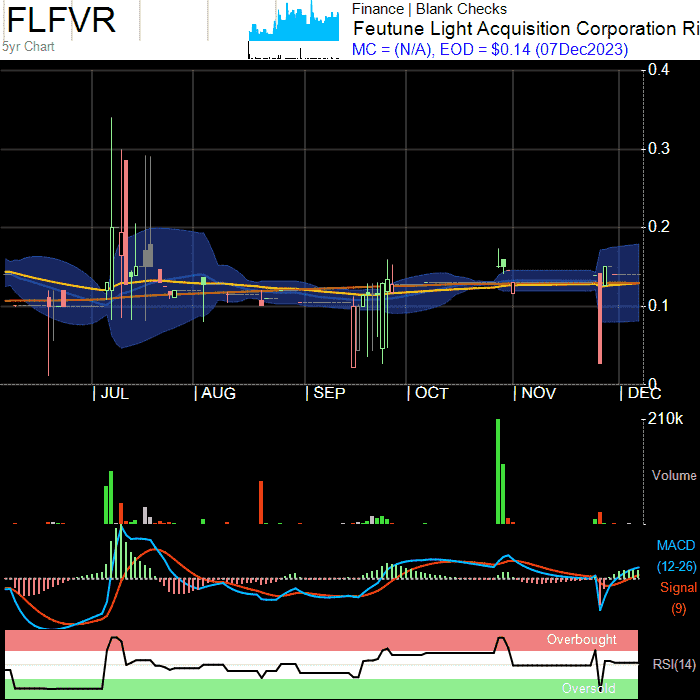 FLFVR
5yr Chart
Finance | Blank Checks
Feutune Light Acquisition Corporation Ri
MC = (N/A), EOD = $0.14 (07Dec2023)
0.4
0.3
0.2
0.1
0
JUL AUG SEP OCT NOV DEC
210k
Volume
MACD
(12-26)
Signal
(9)
Overbought
RSI(14)
Oversold